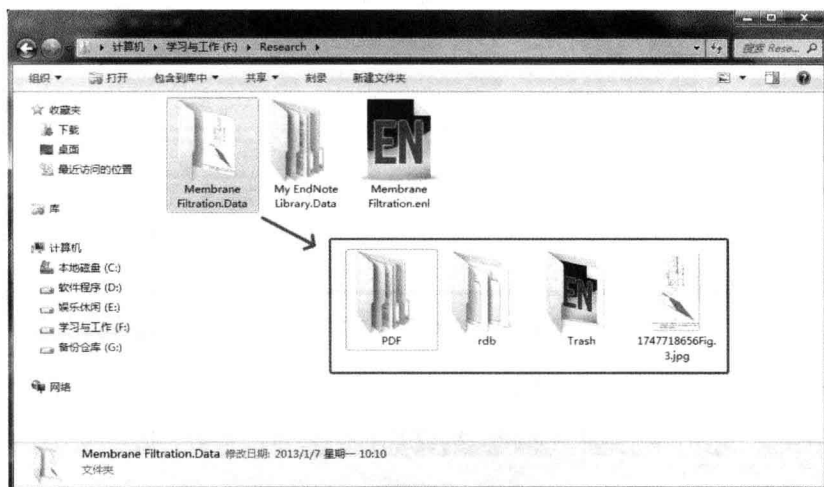 计算机 ▸ 学习与工作 (F:) ▸ Research ▸
搜索 Rese...
组织 ▼ 打开 包含到库中 ▼ 共享 ▼ 刻录 新建文件夹
收藏夹
下载
桌面
最近访问的位置
库
计算机
本地磁盘 (C:)
软件程序 (D:)
娱乐休闲 (E:)
学习与工作 (F:)
备份仓库 (G:)
网络
Membrane
Filtration.Data
My EndNote
Library.Data
EN
Membrane
Filtration.enl
PDF
rdb
EN
Trash
1747718656Fig.
3.jpg
Membrane Filtration.Data 修改日期: 2013/1/7 星期一 10:10
文件夹